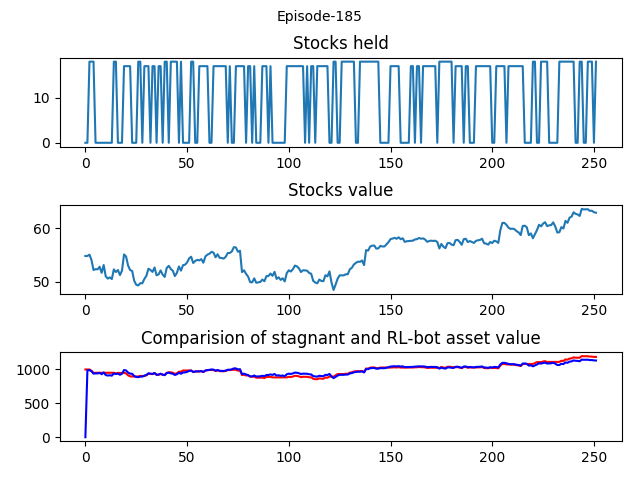 Episode-185
Stocks held
10
0
0 50 100 150 200 250
Stocks value
60
50
0 50 100 150 200 250
Comparision of stagnant and RL-bot asset value
1000
500
0
0 50 100 150 200 250